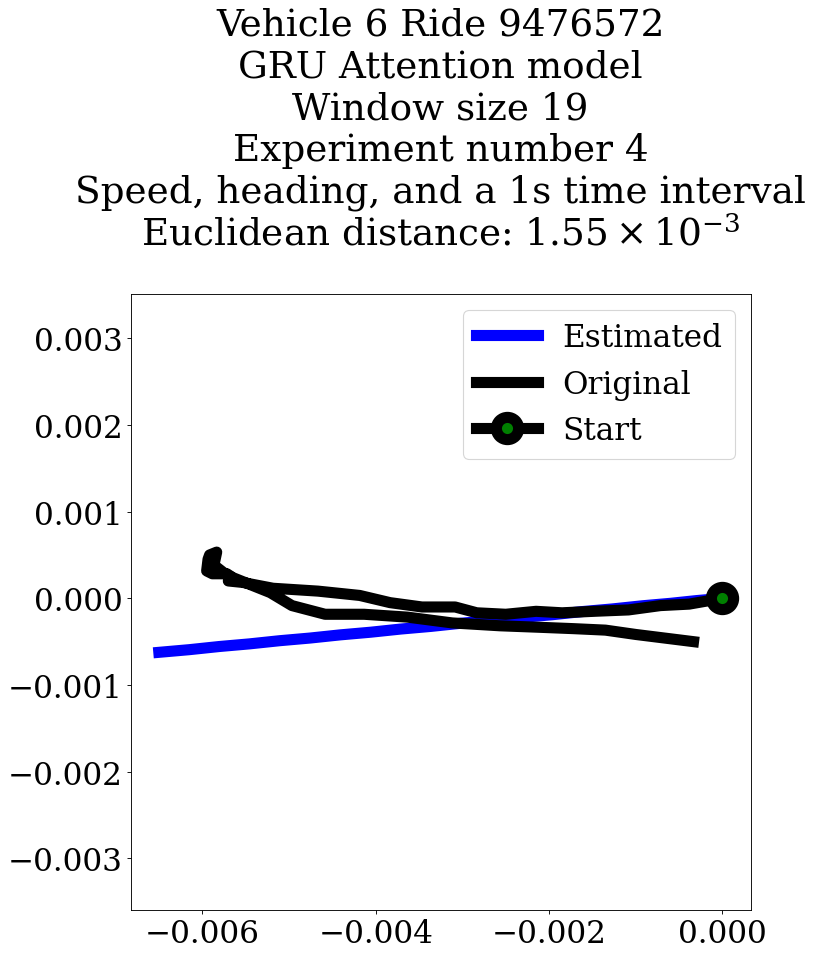 Vehicle 6 Ride 9476572
GRU Attention model
Window size 19
Experiment number 4
Speed, heading, and a 1s time interval
Euclidean distance: 1.55 × 10⁻³
Estimated
Original
Start
0.003
0.002
0.001
0.000
−0.001
−0.002
−0.003
−0.006
−0.004
−0.002
0.000